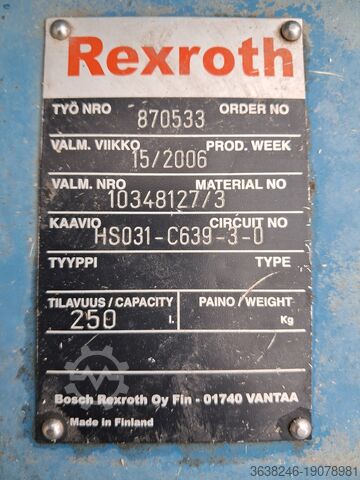 Rexroth
TYÖ NRO ORDER NO
870533
VALM. VIIKKO PROD. WEEK
15/2006
VALM. NRO MATERIAL NO
10348127/3
KAAVIO CIRCUIT NO
HS031-C639-3-0
TYYPPI TYPE
TILAVUUS / CAPACITY PAINO / WEIGHT
250 l. Kg
Bosch Rexroth Oy Fin - 01740 VANTAA
Made in Finland
3638246-19078981